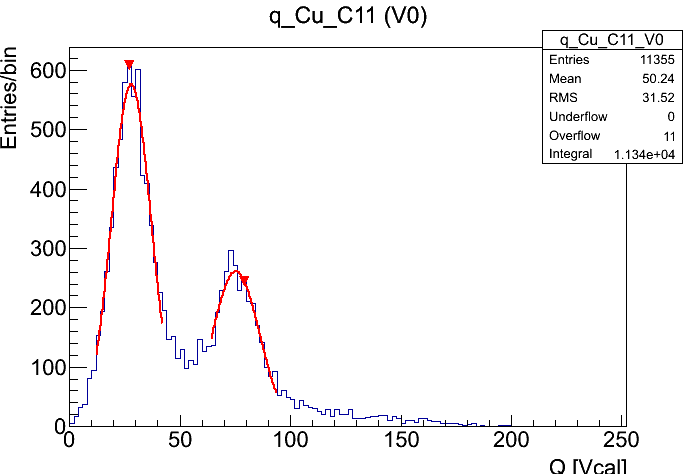 q_Cu_C11 (V0)
q_Cu_C11_V0
Entries 11355
Mean 50.24
RMS 31.52
Underflow 0
Overflow 11
Integral 1.134e+04
Entries/bin
600
500
400
300
200
100
0
0 50 100 150 200 250
Q [Vcal]